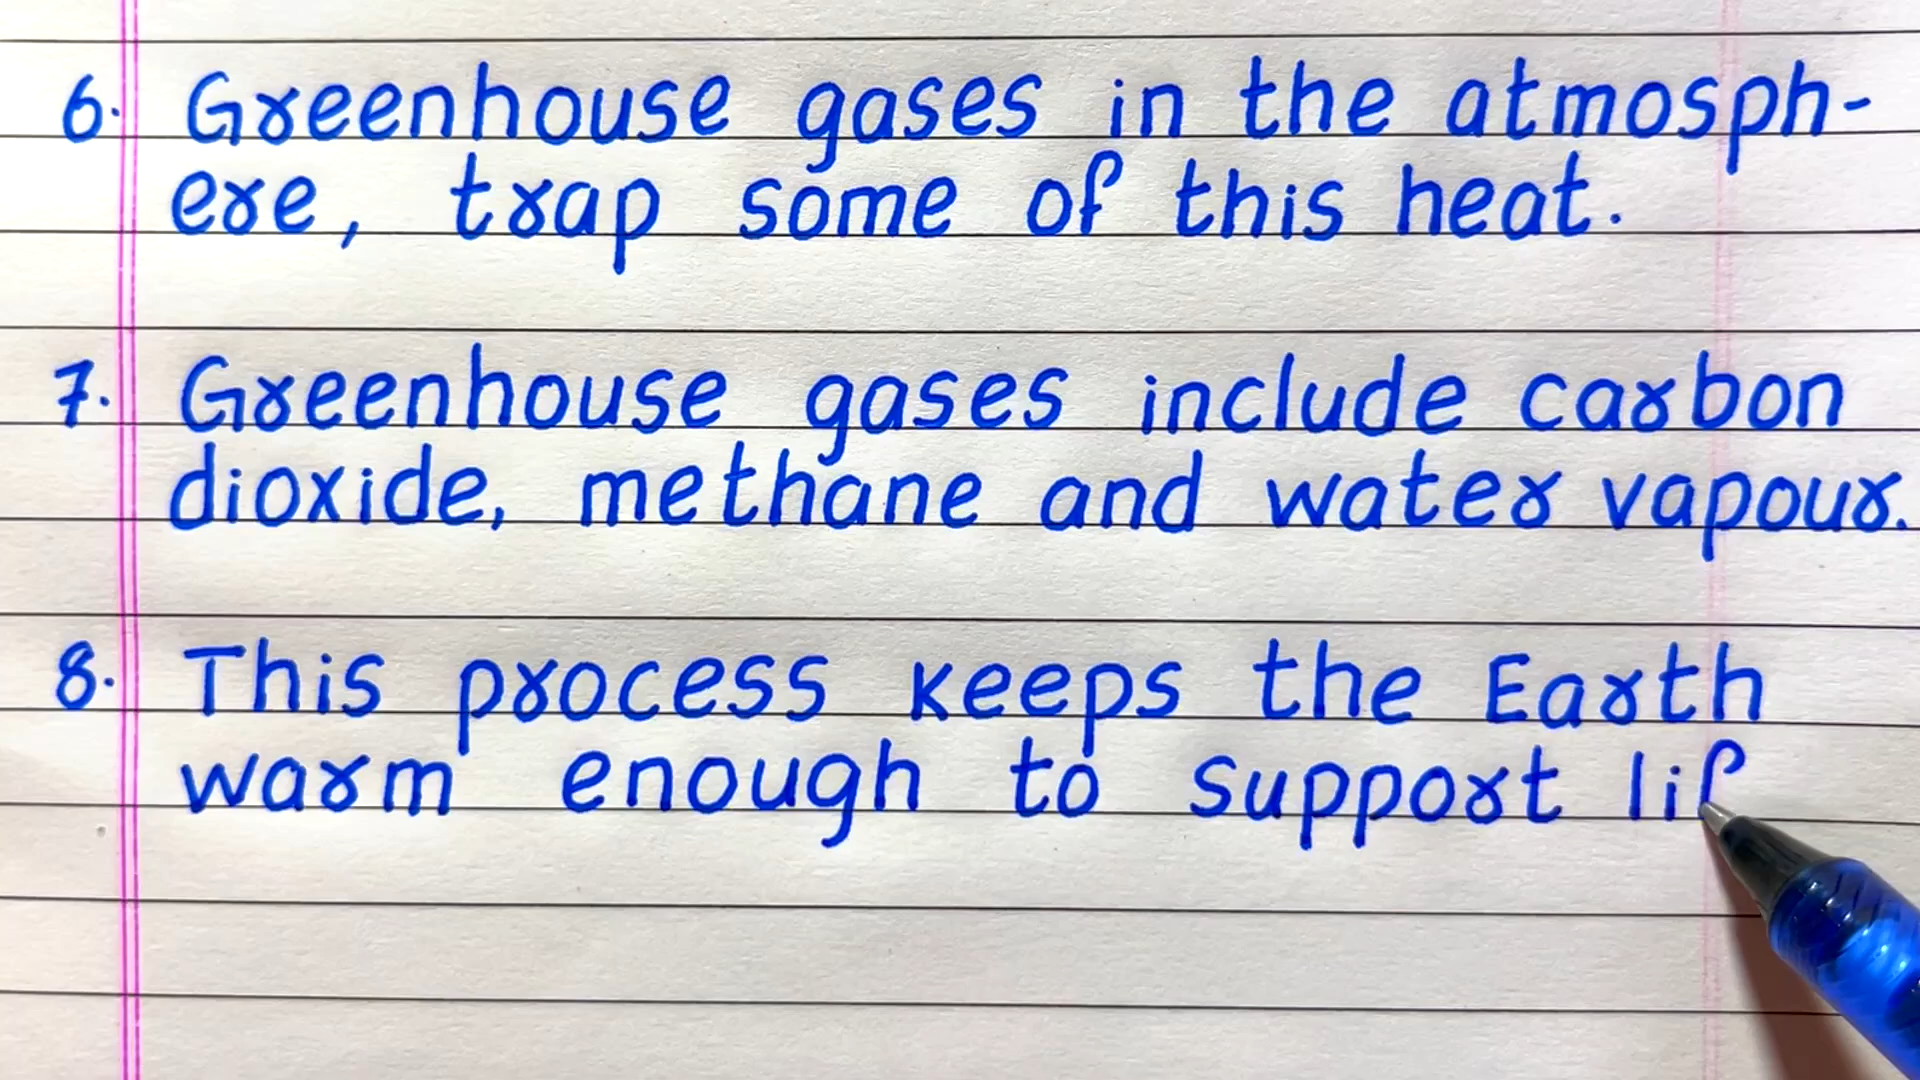 6. Greenhouse gases in the atmosph-
ere, trap some of this heat.
7. Greenhouse gases include carbon
dioxide, methane and water vapour.
8. This process keeps the Earth
warm enough to support lif